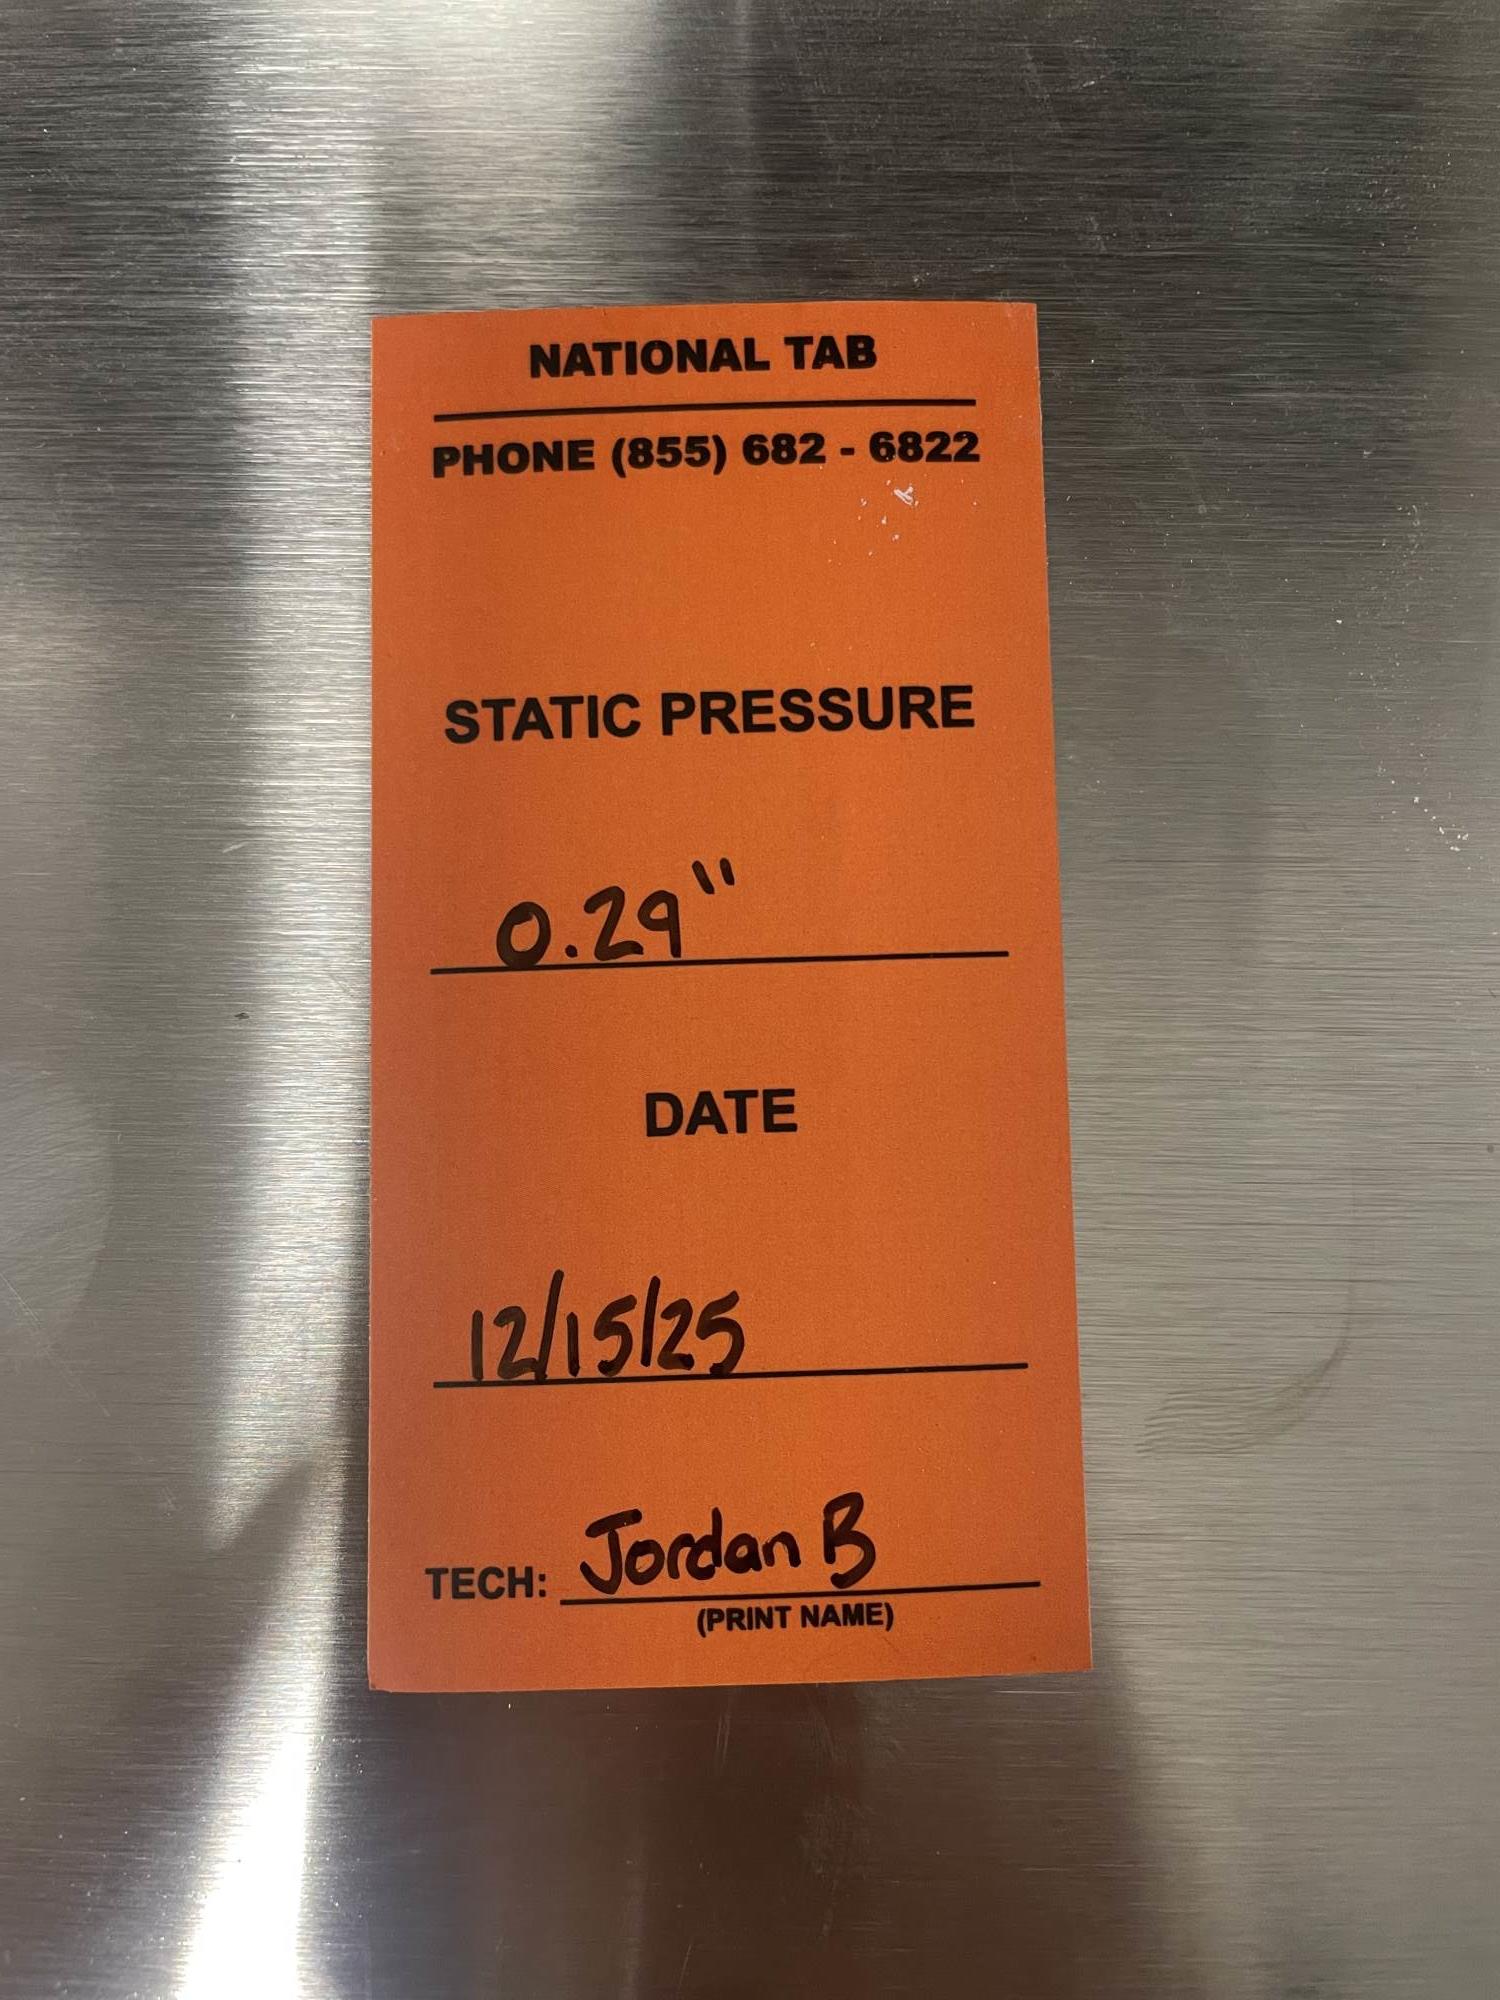 NATIONAL TAB
PHONE (855) 682 - 6822
STATIC PRESSURE
0.29"
DATE
12/15/25
TECH: Jordan B
(PRINT NAME)